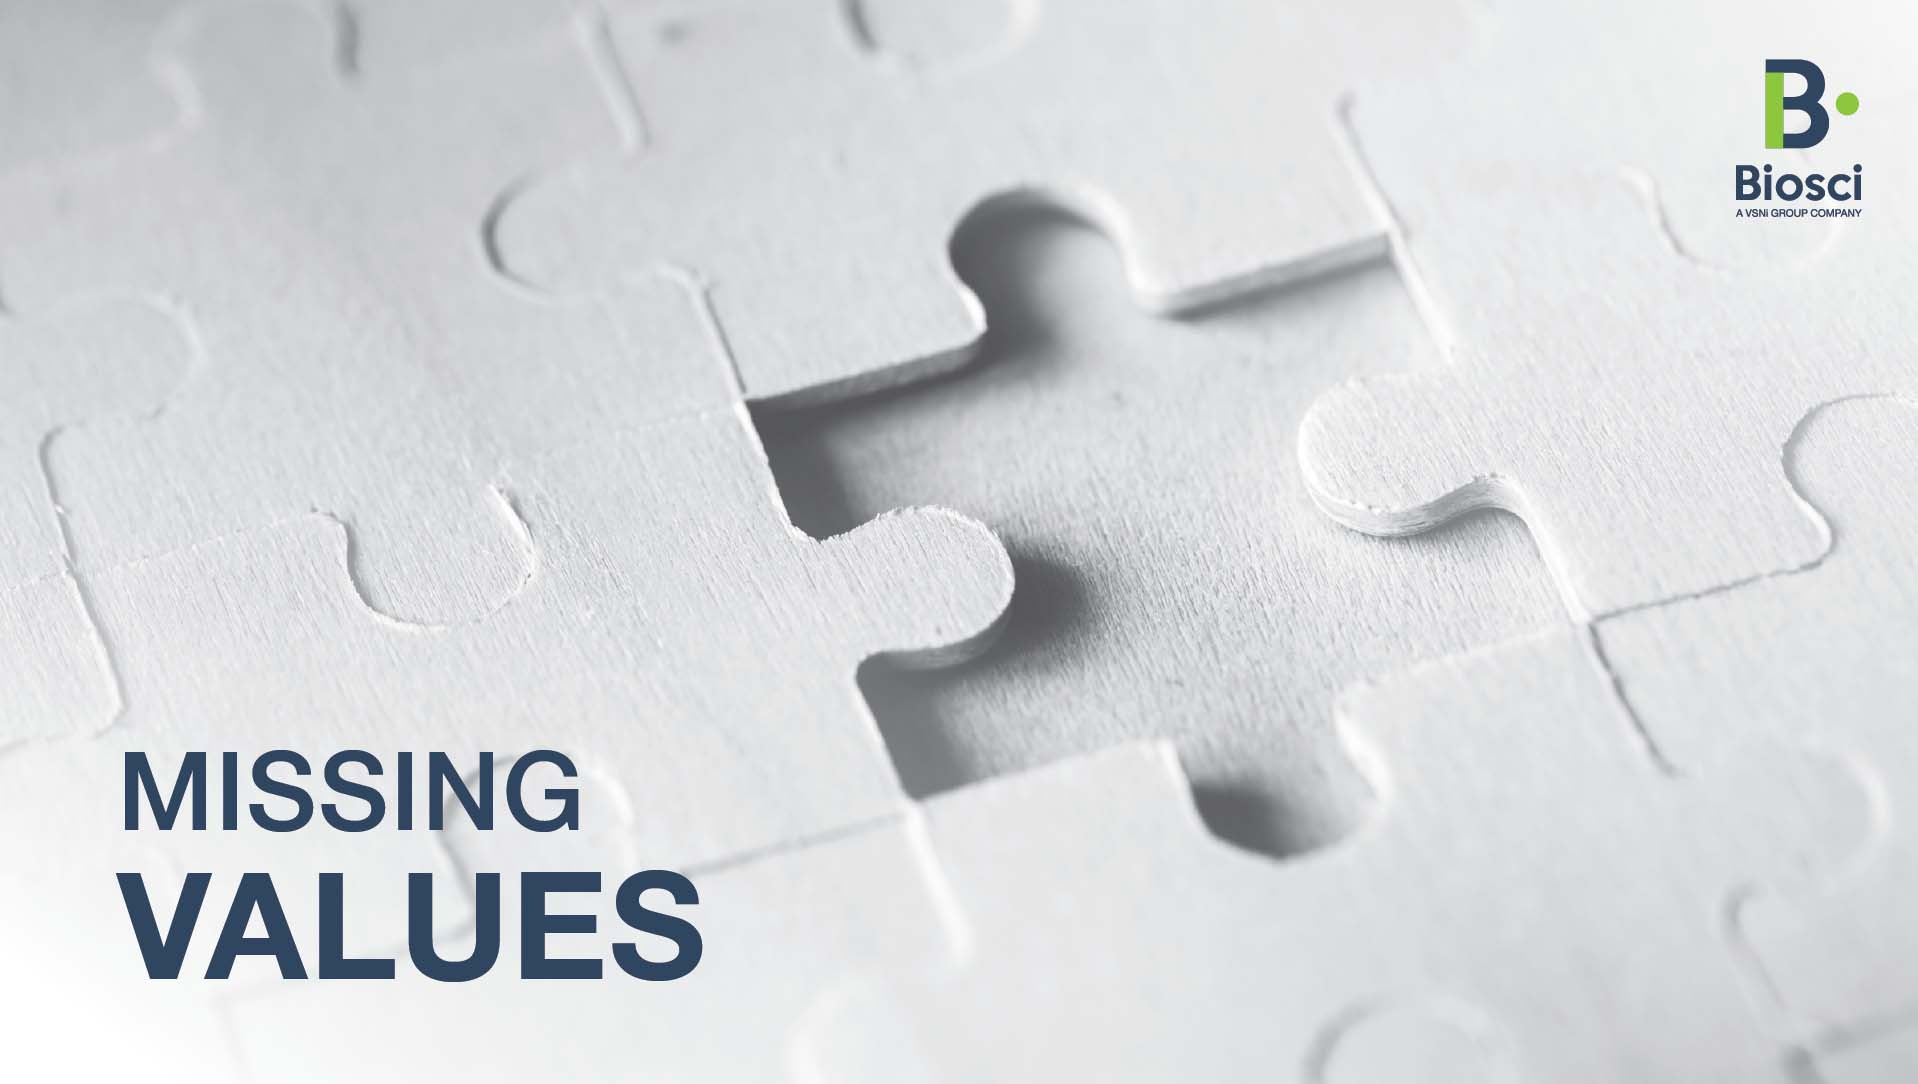 B
Biosci
A VSNi GROUP COMPANY
MISSING
VALUES